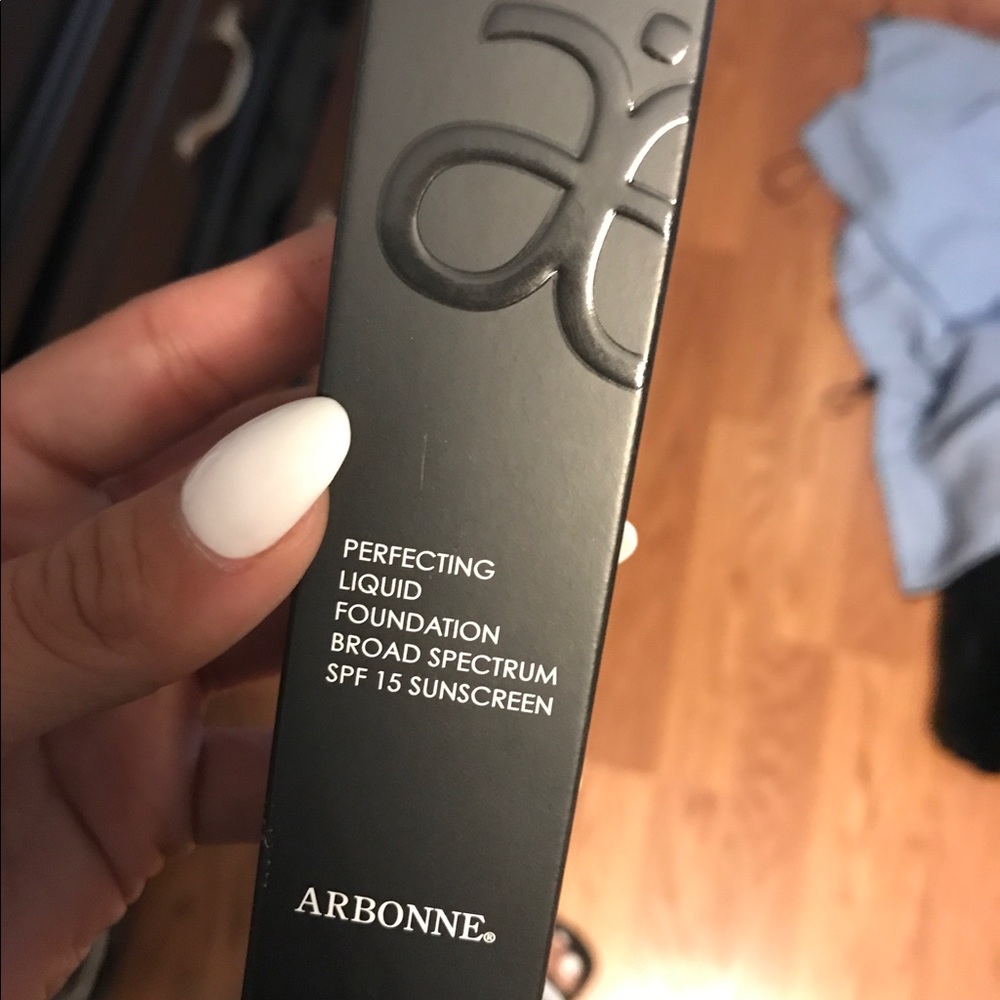 PERFECTING
LIQUID
FOUNDATION
BROAD SPECTRUM
SPF 15 SUNSCREEN
ARBONNE®